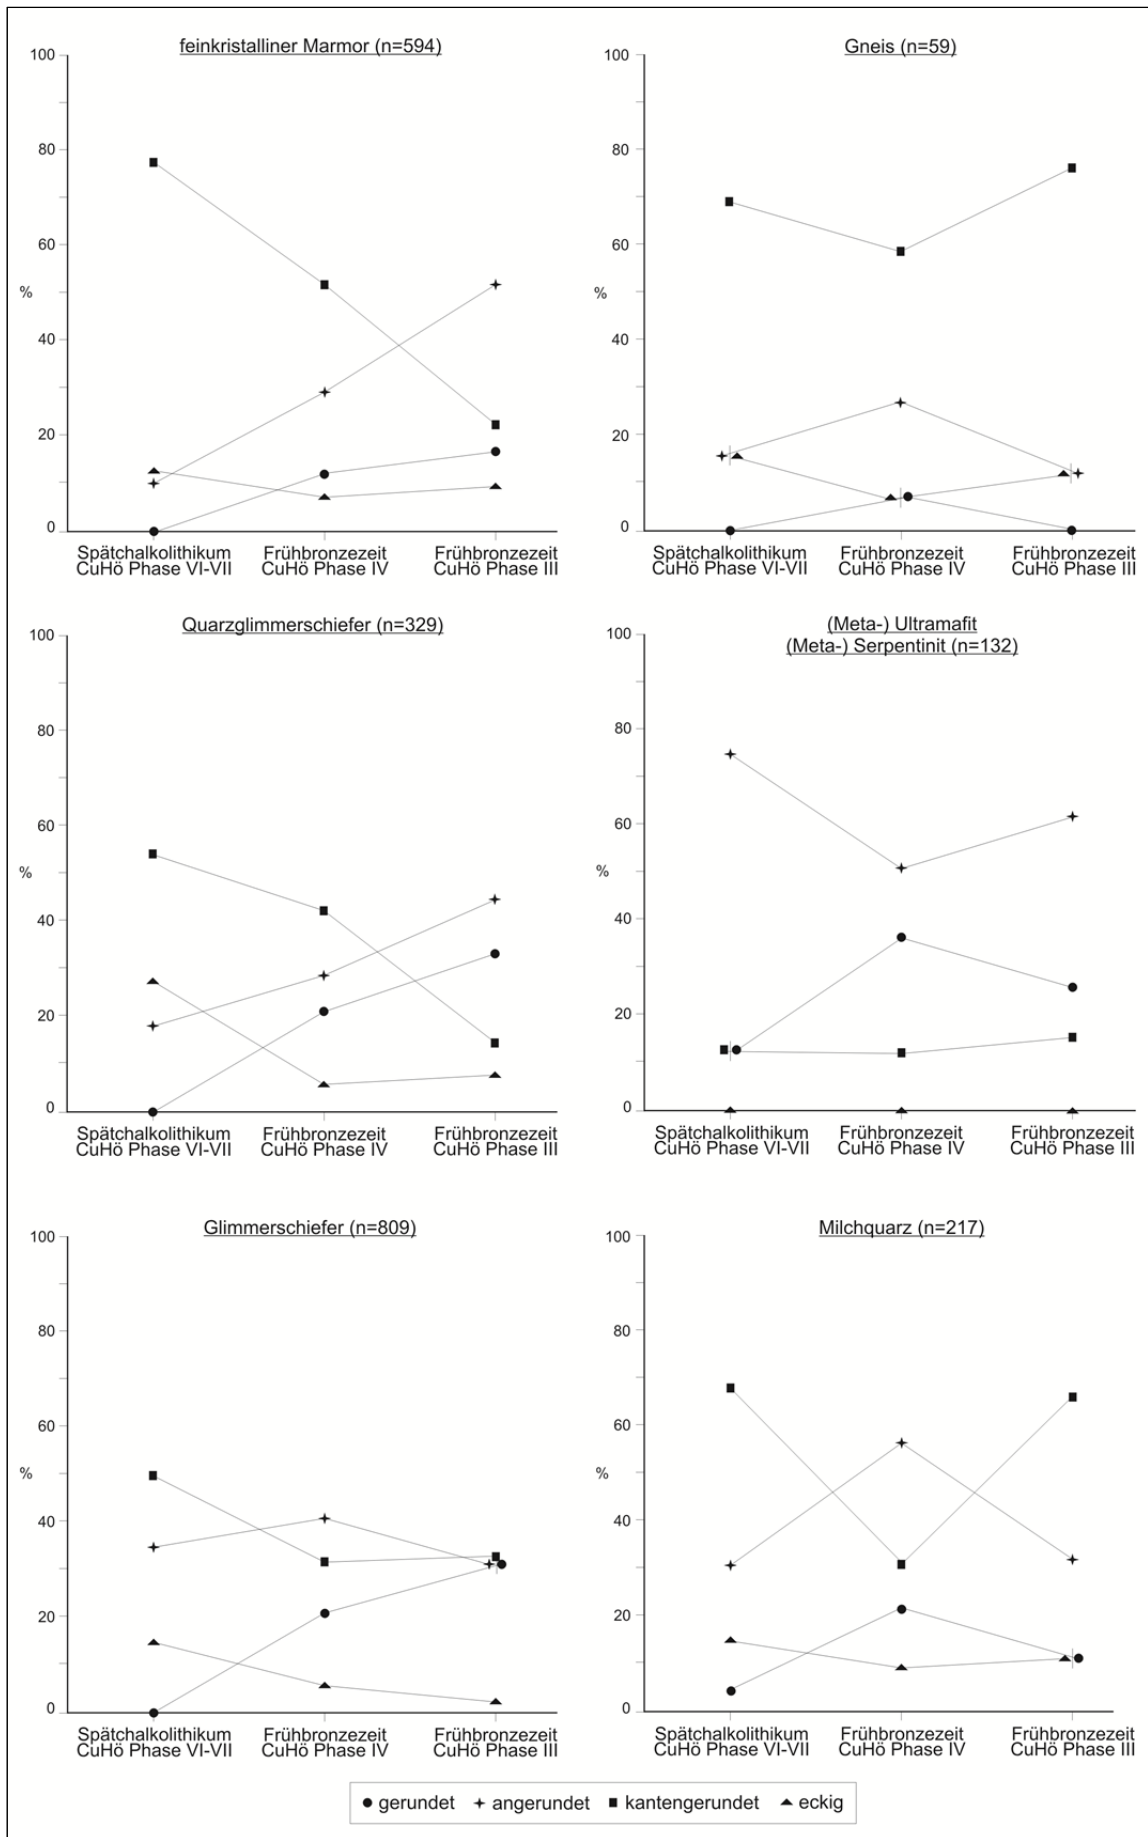 feinkristalliner Marmor (n=594)
100
80
60
%
40
20
0
Spätchalkolithikum
CuHö Phase VI-VII
Frühbronzezeit
CuHö Phase IV
Frühbronzezeit
CuHö Phase III
Gneis (n=59)
100
80
60
%
40
20
0
Spätchalkolithikum
CuHö Phase VI-VII
Frühbronzezeit
CuHö Phase IV
Frühbronzezeit
CuHö Phase III
Quarzglimmerschiefer (n=329)
100
80
60
%
40
20
0
Spätchalkolithikum
CuHö Phase VI-VII
Frühbronzezeit
CuHö Phase IV
Frühbronzezeit
CuHö Phase III
(Meta-) Ultramafit
(Meta-) Serpentinit (n=132)
100
80
60
%
40
20
0
Spätchalkolithikum
CuHö Phase VI-VII
Frühbronzezeit
CuHö Phase IV
Frühbronzezeit
CuHö Phase III
Glimmerschiefer (n=809)
100
80
60
%
40
20
0
Spätchalkolithikum
CuHö Phase VI-VII
Frühbronzezeit
CuHö Phase IV
Frühbronzezeit
CuHö Phase III
Milchquarz (n=217)
100
80
60
%
40
20
0
Spätchalkolithikum
CuHö Phase VI-VII
Frühbronzezeit
CuHö Phase IV
Frühbronzezeit
CuHö Phase III
gerundet angerundet kantengerundet eckig